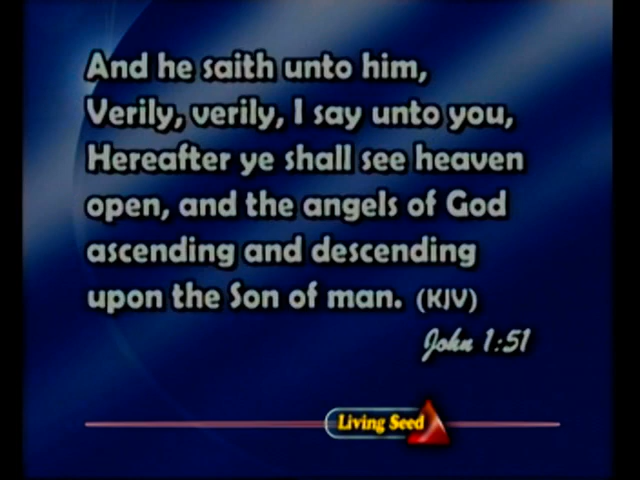 And he saith unto him,
Verily, verily, I say unto you,
Hereafter ye shall see heaven
open, and the angels of God
ascending and descending
upon the Son of man. (KJV)
John 1:51
Living Seed